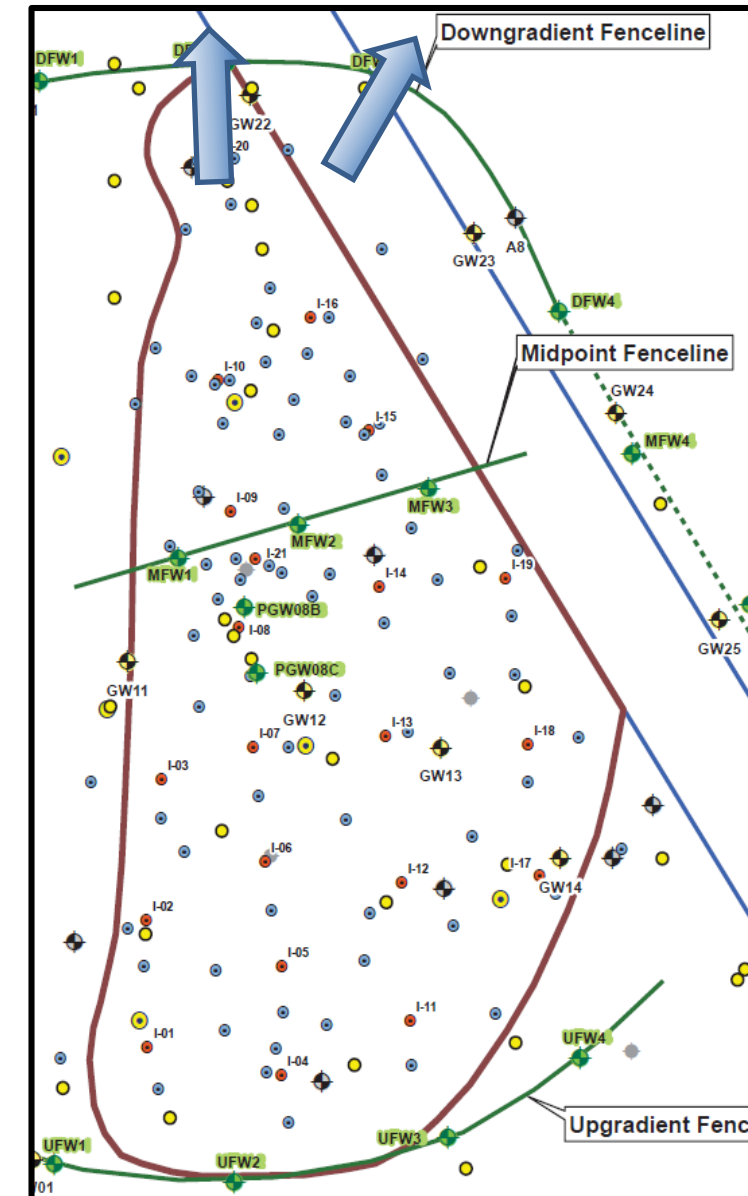 Downgradient Fenceline
DFW1
GW22
I-20
A8
GW23
I-16
DFW4
Midpoint Fenceline
I-10
GW24
I-15
MFW4
I-09
MFW3
MFW2
I-21
MFW1
I-14
I-19
PGW08B
I-08
GW25
PGW08C
GW11
GW12
I-13
I-07
I-18
GW13
I-03
I-06
I-17
I-12
GW14
I-02
I-05
I-01
I-11
UFW4
I-04
Upgradient Fenc
UFW3
UFW1
UFW2